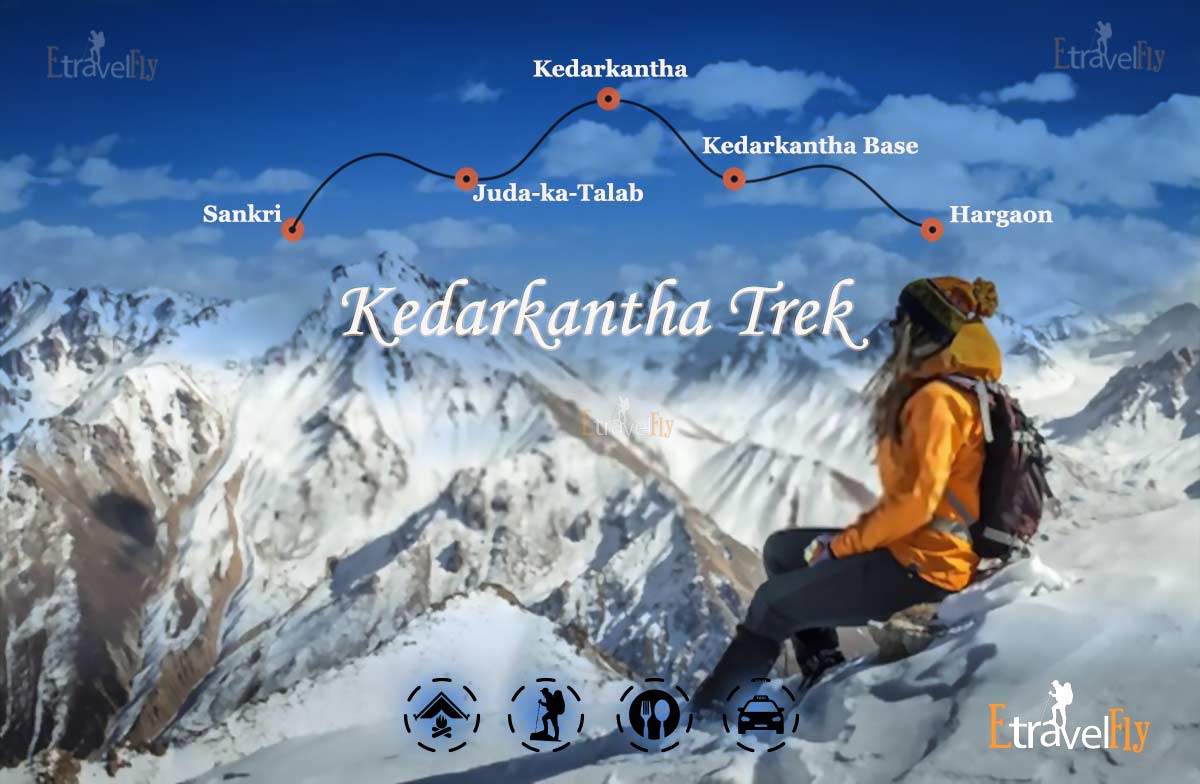 EtravelFly
EtravelFly
Kedarkantha
Kedarkantha Base
Juda-ka-Talab
Sankri
Hargaon
Kedarkantha Trek
EtravelFly
EtravelFly